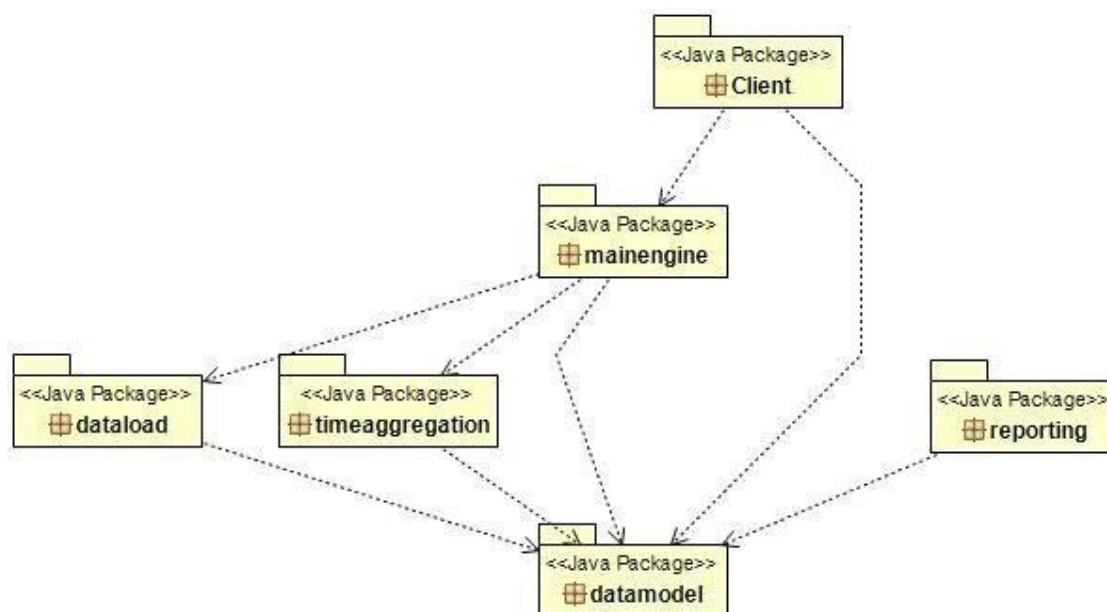 <<Java Package>>
Client
<<Java Package>>
mainengine
<<Java Package>>
dataload
<<Java Package>>
timeaggregation
<<Java Package>>
reporting
<<Java Package>>
datamodel